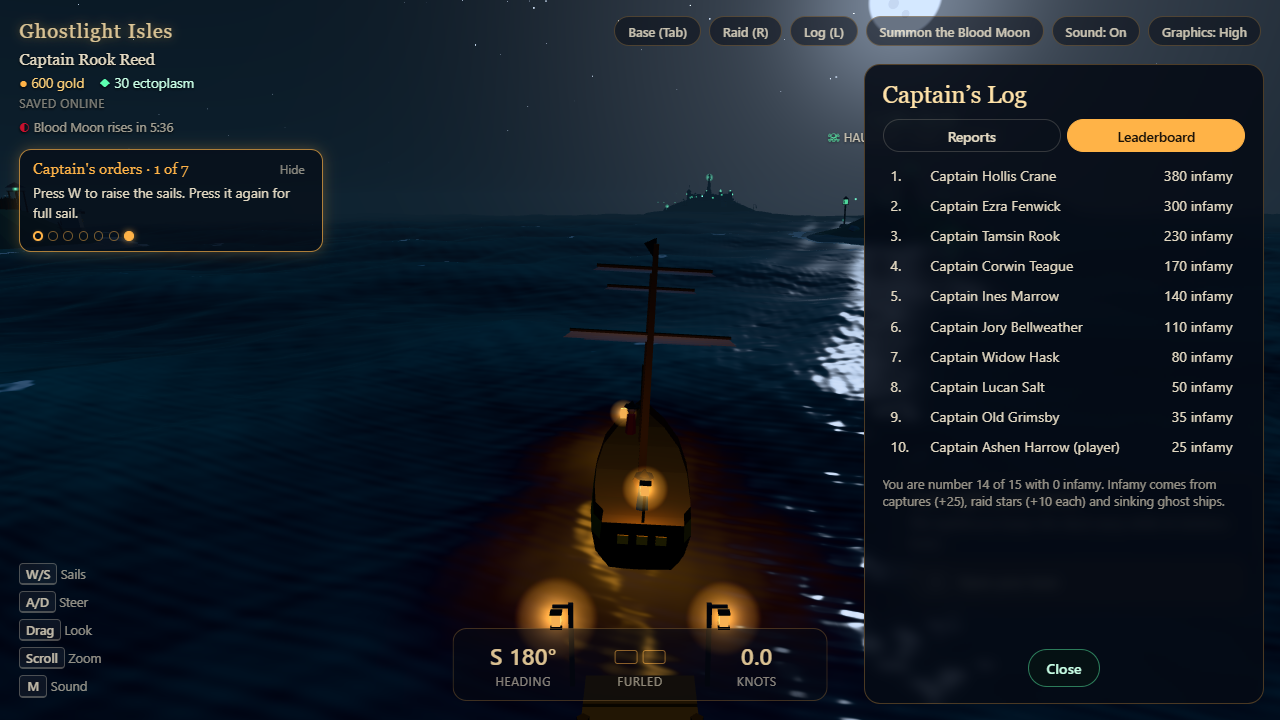 Ghostlight Isles
Captain Rook Reed
600 gold 30 ectoplasm
SAVED ONLINE
Blood Moon rises in 5:36
Captain's orders · 1 of 7 Hide
Press W to raise the sails. Press it again for
full sail.
Base (Tab) Raid (R) Log (L) Summon the Blood Moon Sound: On Graphics: High
HAU
Captain's Log
Reports Leaderboard
1. Captain Hollis Crane 380 infamy
2. Captain Ezra Fenwick 300 infamy
3. Captain Tamsin Rook 230 infamy
4. Captain Corwin Teague 170 infamy
5. Captain Ines Marrow 140 infamy
6. Captain Jory Bellweather 110 infamy
7. Captain Widow Hask 80 infamy
8. Captain Lucan Salt 50 infamy
9. Captain Old Grimsby 35 infamy
10. Captain Ashen Harrow (player) 25 infamy
You are number 14 of 15 with 0 infamy. Infamy comes from
captures (+25), raid stars (+10 each) and sinking ghost ships.
Close
W/S Sails
A/D Steer
Drag Look
Scroll Zoom
M Sound
S 180° 0.0
HEADING FURLED KNOTS